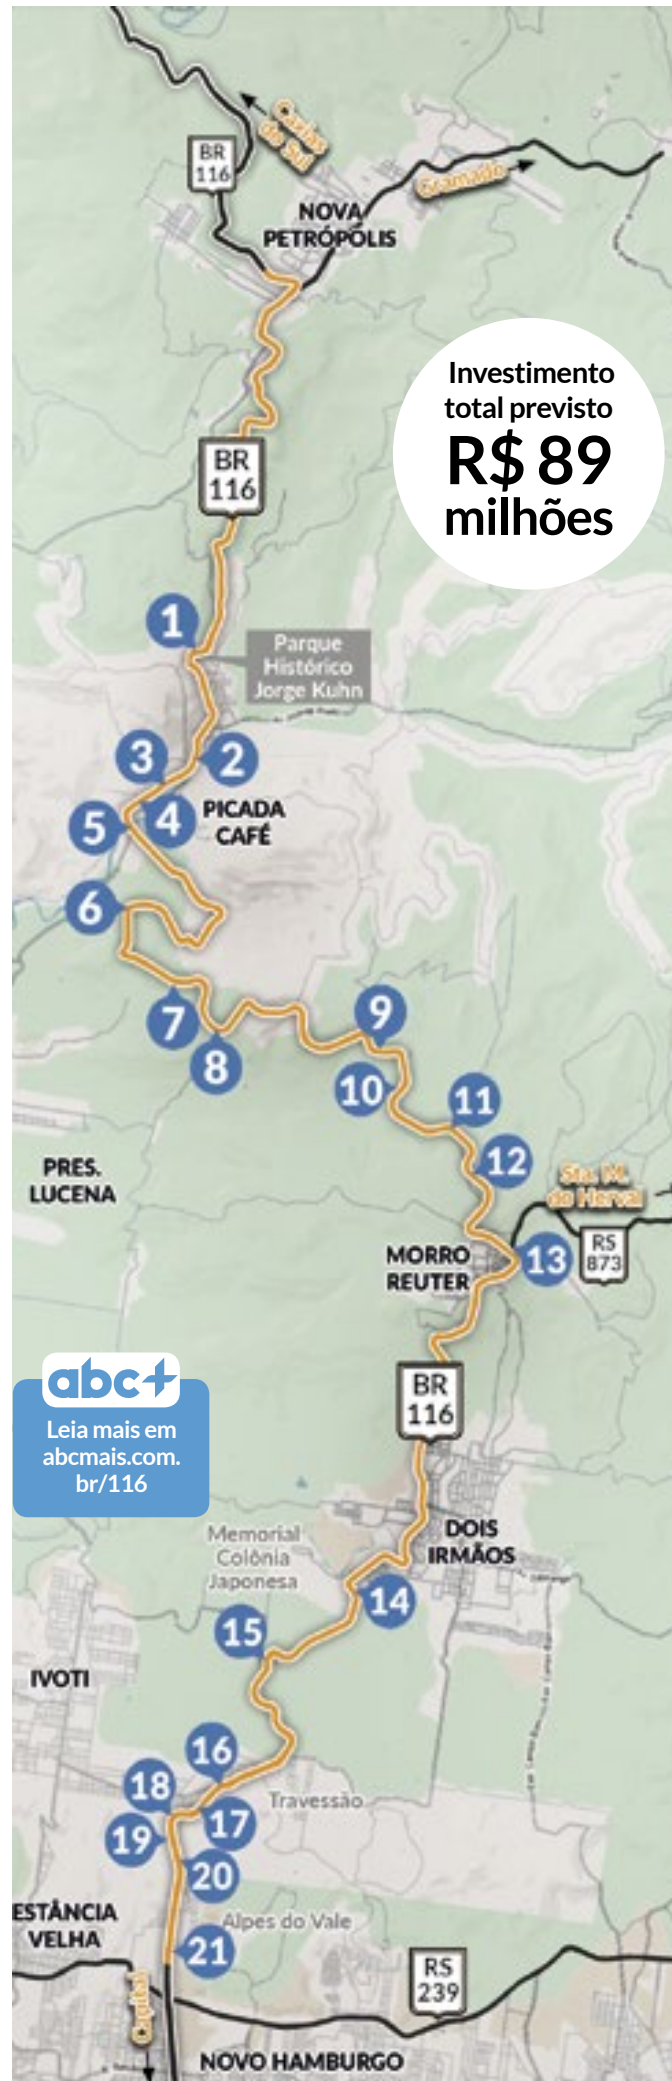 Caxias
do Sul
BR
116
Gramado
NOVA
PETRÓPOLIS
Investimento
total previsto
R$ 89
milhões
BR
116
1
Parque
Histórico
Jorge Kuhn
2
3
4
PICADA
CAFÉ
5
6
7
8
9
10
11
12
PRES.
LUCENA
Sta. M.
do Herval
RS
873
MORRO
REUTER
13
abc+
Leia mais em
abcmais.com.
br/116
BR
116
DOIS
IRMÃOS
Memorial
Colônia
Japonesa
14
15
IVOTI
16
18
Travessão
17
19
20
ESTÂNCIA
VELHA
Alpes do Vale
21
RS
239
Capital
NOVO HAMBURGO